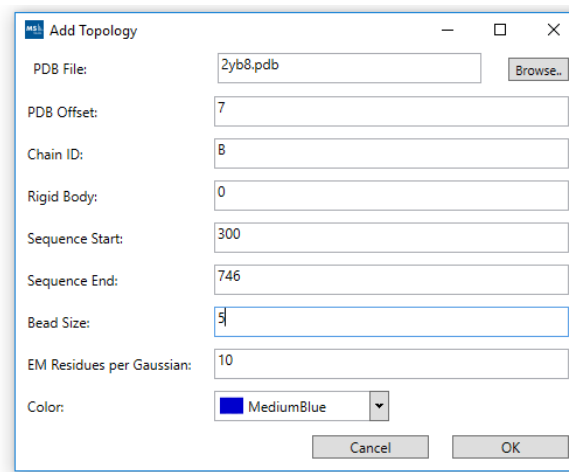 MS Add Topology
PDB File: 2yb8.pdb Browse..
PDB Offset: 7
Chain ID: B
Rigid Body: 0
Sequence Start: 300
Sequence End: 746
Bead Size: 5
EM Residues per Gaussian: 10
Color: MediumBlue
Cancel OK